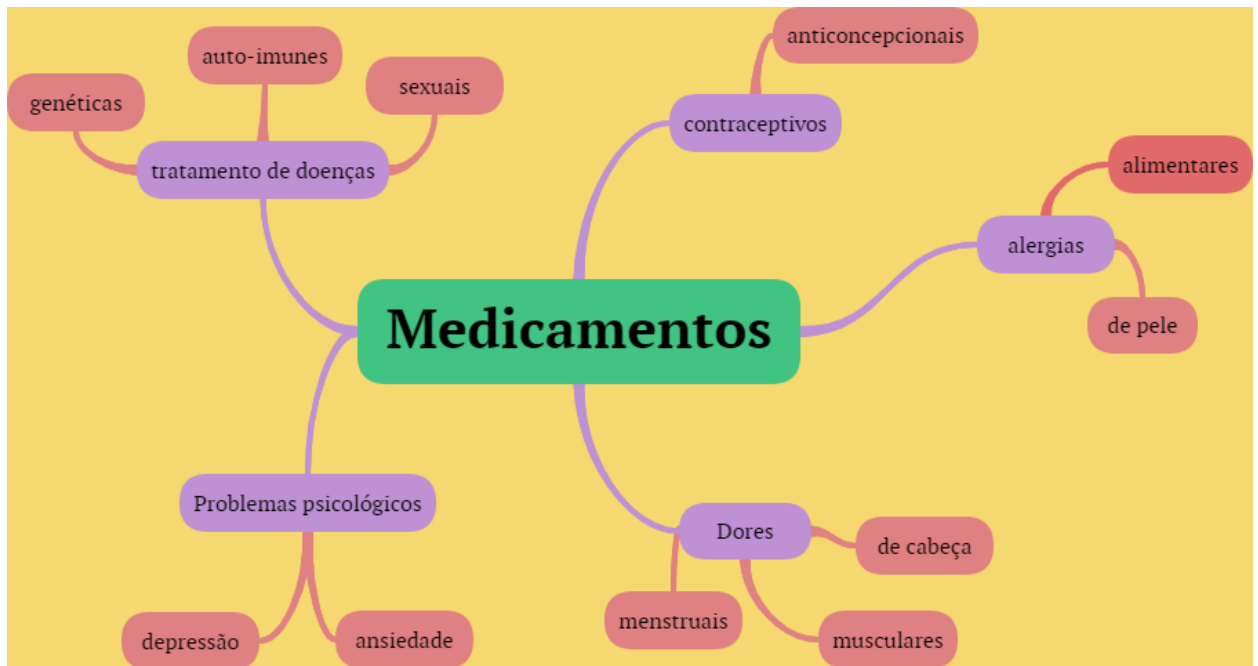 anticoncepcionais
auto-imunes
sexuais
genéticas
contraceptivos
tratamento de doenças
alimentares
alergias
de pele
Medicamentos
Problemas psicológicos
Dores
de cabeça
menstruais
depressão
ansiedade
musculares